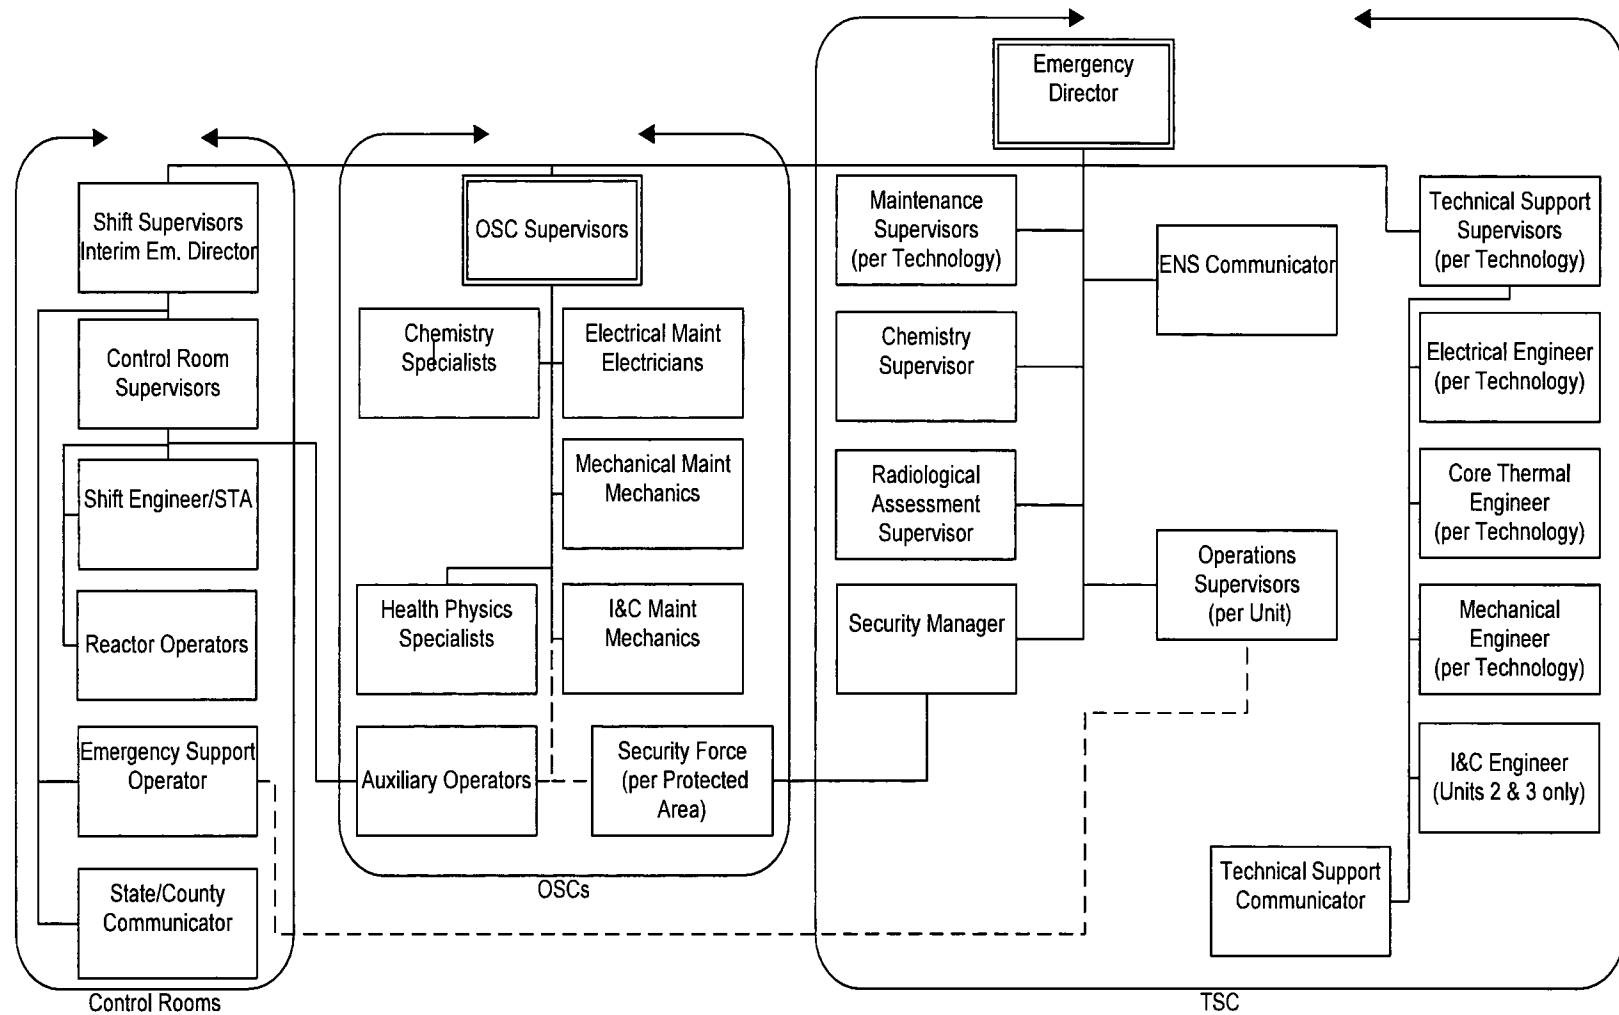 Emergency
Director
Shift Supervisors
Interim Em. Director
Control Room
Supervisors
Shift Engineer/STA
Reactor Operators
Emergency Support
Operator
State/County
Communicator
Control Rooms
OSC Supervisors
Chemistry
Specialists
Electrical Maint
Electricians
Mechanical Maint
Mechanics
Health Physics
Specialists
I&C Maint
Mechanics
Auxiliary Operators
Security Force
(per Protected
Area)
OSCs
Maintenance
Supervisors
(per Technology)
ENS Communicator
Chemistry
Supervisor
Radiological
Assessment
Supervisor
Operations
Supervisors
(per Unit)
Security Manager
Technical Support
Supervisors
(per Technology)
Electrical Engineer
(per Technology)
Core Thermal
Engineer
(per Technology)
Mechanical
Engineer
(per Technology)
I&C Engineer
(Units 2 & 3 only)
Technical Support
Communicator
TSC